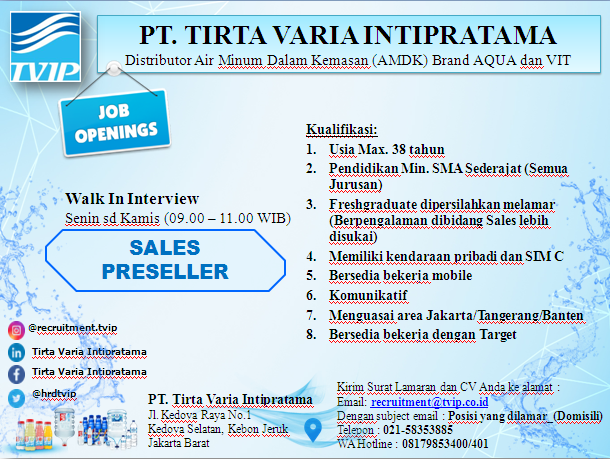 TVIP
PT. TIRTA VARIA INTIPRATAMA
Distributor Air Minum Dalam Kemasan (AMDK) Brand AQUA dan VIT
JOB
OPENINGS
Walk In Interview
Senin sd Kamis (09.00 – 11.00 WIB)
SALES
PRESELLER
Kualifikasi:
1. Usia Max. 38 tahun
2. Pendidikan Min. SMA Sederajat (Semua
Jurusan)
3. Freshgraduate dipersilahkan melamar
(Berpengalaman dibidang Sales lebih
disukai)
4. Memiliki kendaraan pribadi dan SIM C
5. Bersedia bekerja mobile
6. Komunikatif
7. Menguasai area Jakarta/Tangerang/Banten
8. Bersedia bekerja dengan Target
@recruitment.tvip
Tirta Varia Intipratama
Tirta Varia Intipratama
@hrdtvip
PT. Tirta Varia Intipratama
Jl. Kedoya Raya No.1
Kedoya Selatan, Kebon Jeruk
Jakarta Barat
Kirim Surat Lamaran dan CV Anda ke alamat :
Email: recruitment@tvip.co.id
Dengan subject email : Posisi yang dilamar_(Domisili)
Telepon : 021-58353885
WA Hotline : 08179853400/401